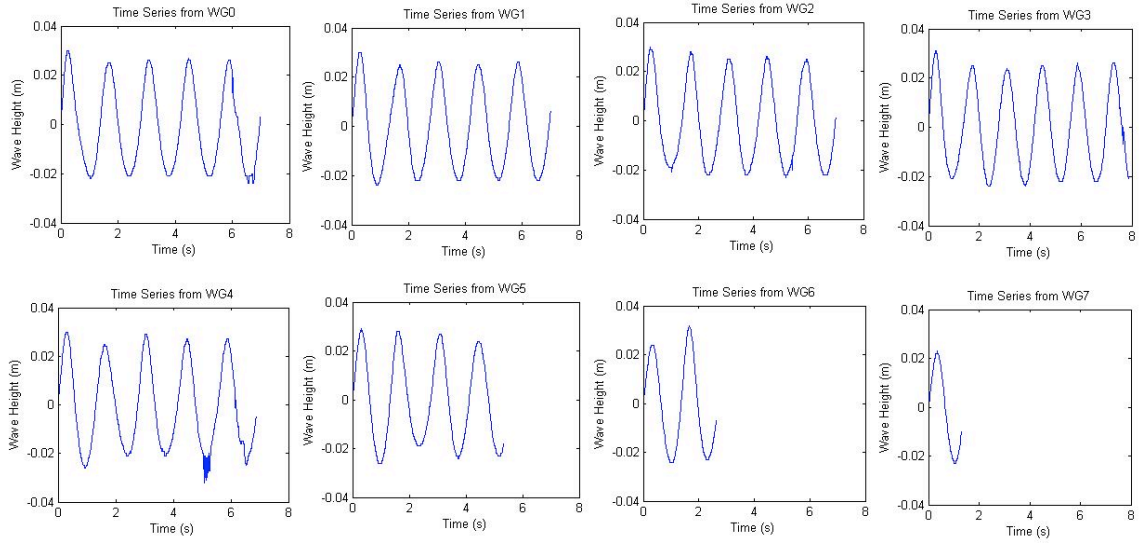 Time Series from WG0
0.04
0.02
0
-0.02
-0.04
Wave Height (m)
0 2 4 6 8
Time (s)
Time Series from WG1
0.04
0.02
0
-0.02
-0.04
Wave Height (m)
0 2 4 6 8
Time (s)
Time Series from WG2
0.04
0.02
0
-0.02
-0.04
Wave Height (m)
0 2 4 6 8
Time (s)
Time Series from WG3
0.04
0.02
0
-0.02
-0.04
Wave Height (m)
0 2 4 6 8
Time (s)
Time Series from WG4
0.04
0.02
0
-0.02
-0.04
Wave Height (m)
0 2 4 6 8
Time (s)
Time Series from WG5
0.04
0.02
0
-0.02
-0.04
Wave Height (m)
0 2 4 6 8
Time (s)
Time Series from WG6
0.04
0.02
0
-0.02
-0.04
Wave Height (m)
0 2 4 6 8
Time (s)
Time Series from WG7
0.04
0.02
0
-0.02
-0.04
Wave Height (m)
0 2 4 6 8
Time (s)